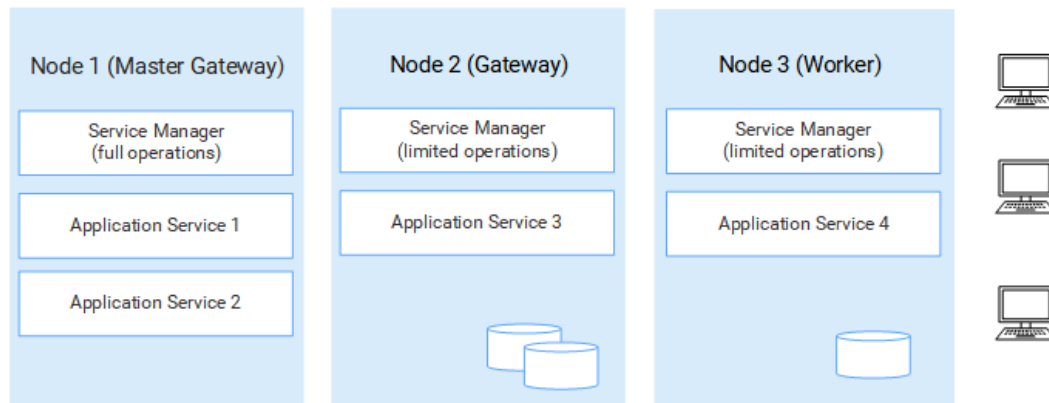 Node 1 (Master Gateway)
Service Manager
(full operations)
Application Service 1
Application Service 2
Node 2 (Gateway)
Service Manager
(limited operations)
Application Service 3
Node 3 (Worker)
Service Manager
(limited operations)
Application Service 4